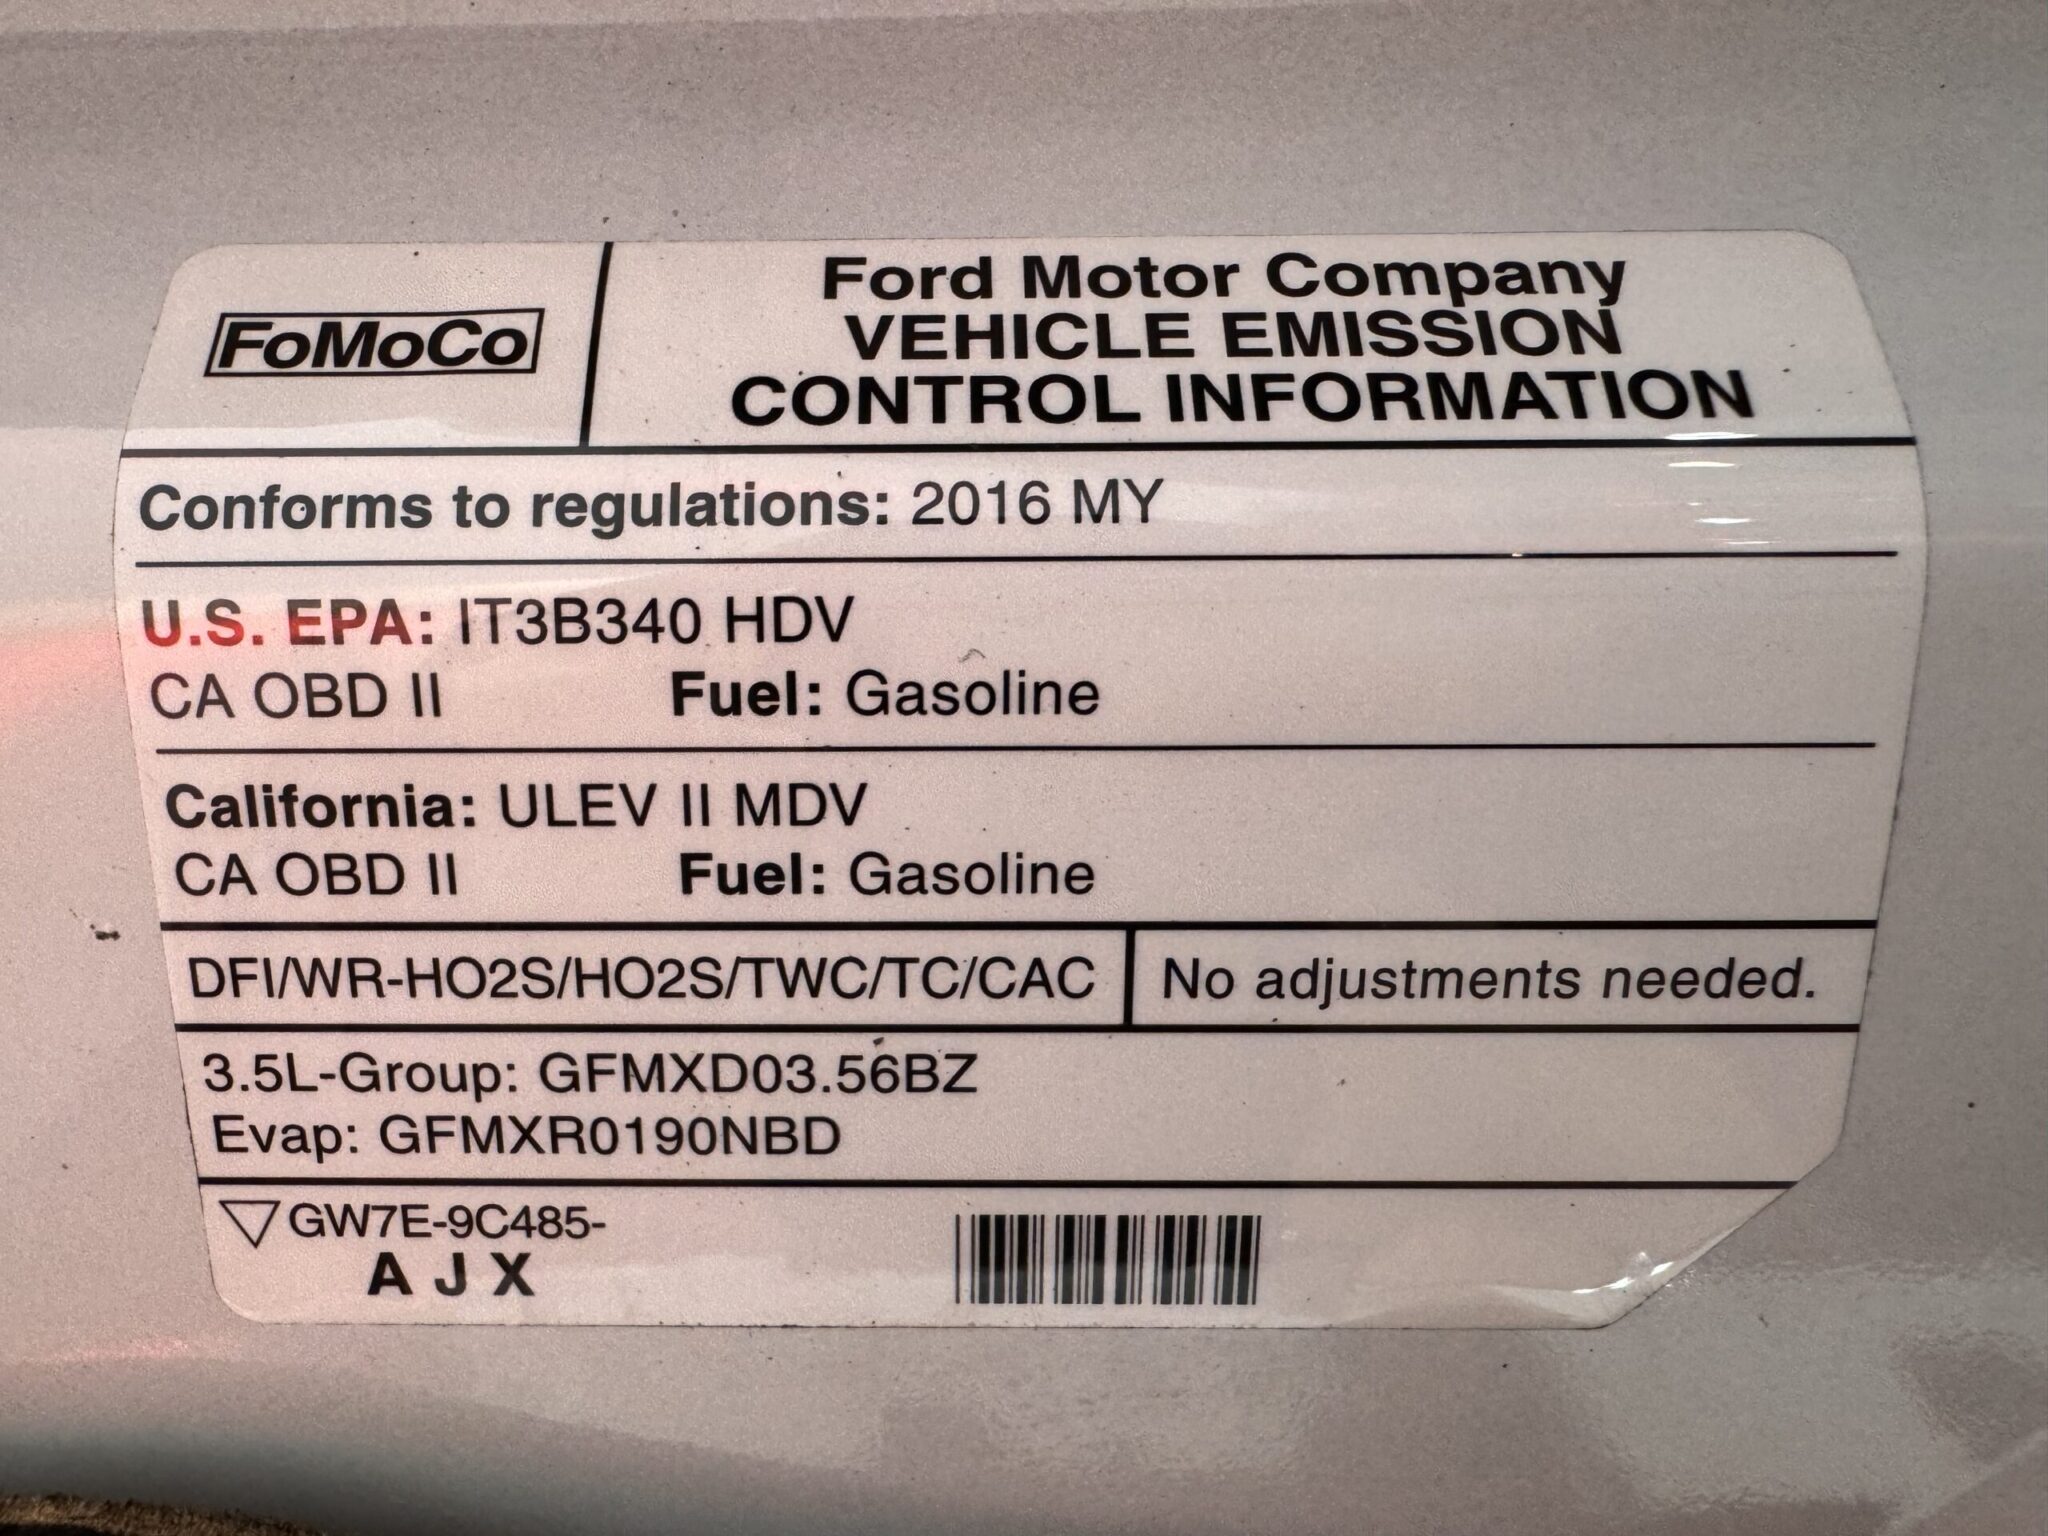 FoMoCo
Ford Motor Company
VEHICLE EMISSION
CONTROL INFORMATION
Conforms to regulations: 2016 MY
U.S. EPA: IT3B340 HDV
CA OBD II Fuel: Gasoline
California: ULEV II MDV
CA OBD II Fuel: Gasoline
DFI/WR-HO2S/HO2S/TWC/TC/CAC
No adjustments needed.
3.5L-Group: GFMXD03.56BZ
Evap: GFMXR0190NBD
GW7E-9C485-
A J X